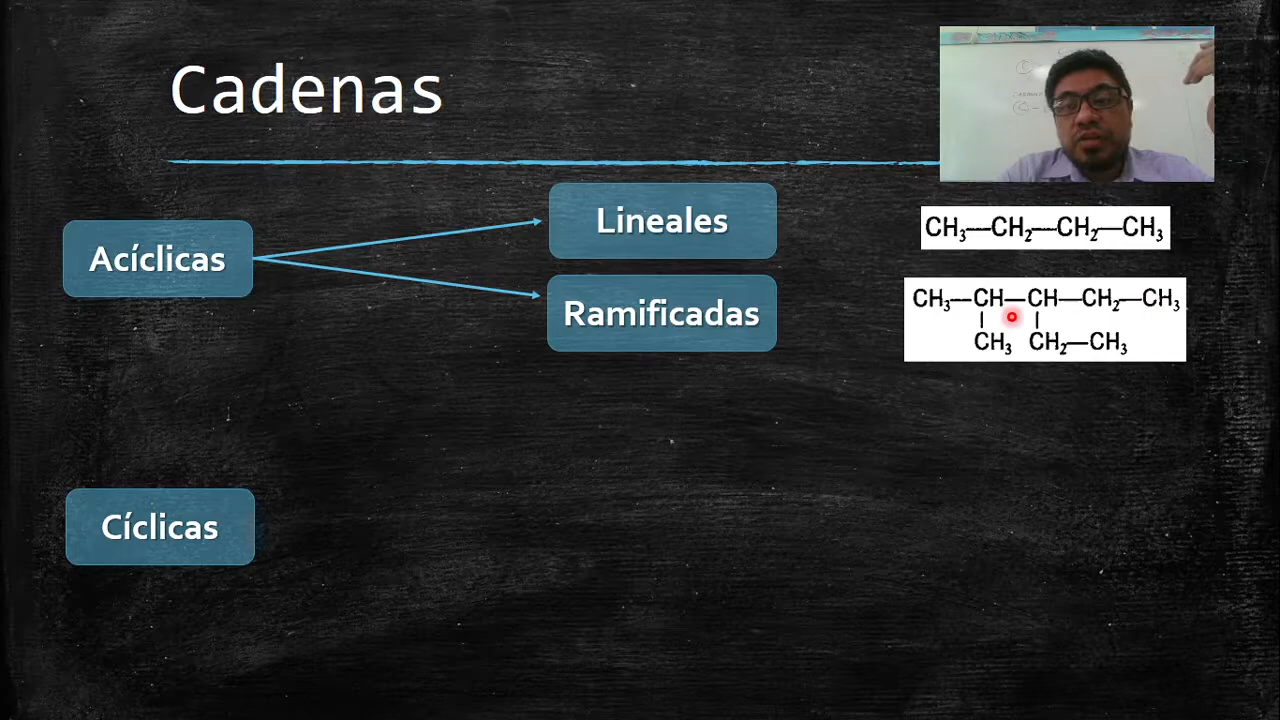 Cadenas
Acíclicas
Lineales
Ramificadas
CH₃—CH₂—CH₂—CH₃
CH₃—CH—CH—CH₂—CH₃
CH₃ CH₂—CH₃
Cíclicas